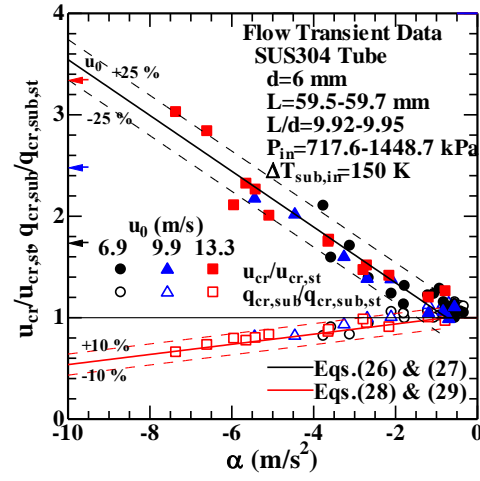 Flow Transient Data
SUS304 Tube
d=6 mm
L=59.5-59.7 mm
L/d=9.92-9.95
P_in=717.6-1448.7 kPa
ΔT_sub,in=150 K
u_0
+25 %
-25 %
u_0 (m/s)
6.9 9.9 13.3
u_cr/u_cr,st
q_cr,sub/q_cr,sub,st
+10 %
-10 %
Eqs.(26) & (27)
Eqs.(28) & (29)
u_cr/u_cr,st, q_cr,sub/q_cr,sub,st
4
3
2
1
0
-10 -8 -6 -4 -2 0
α (m/s²)